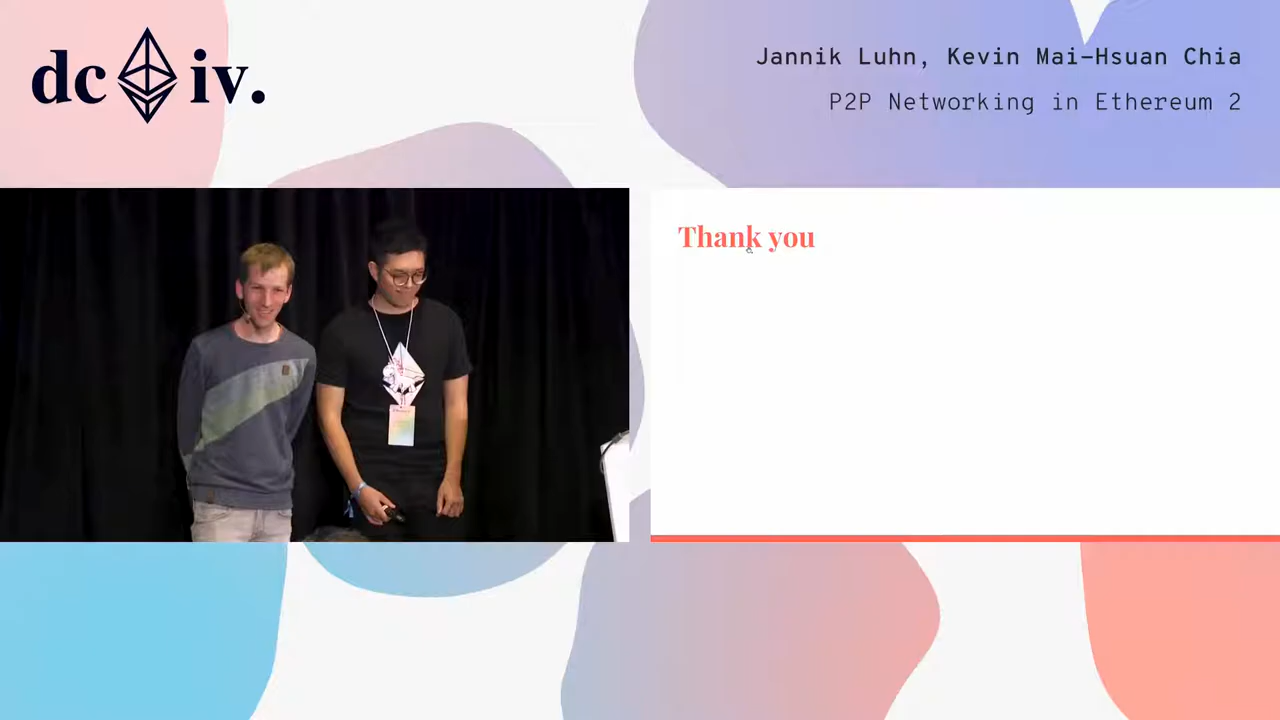 dc iv.
Jannik Luhn, Kevin Mai-Hsuan Chia
P2P Networking in Ethereum 2
Thank you